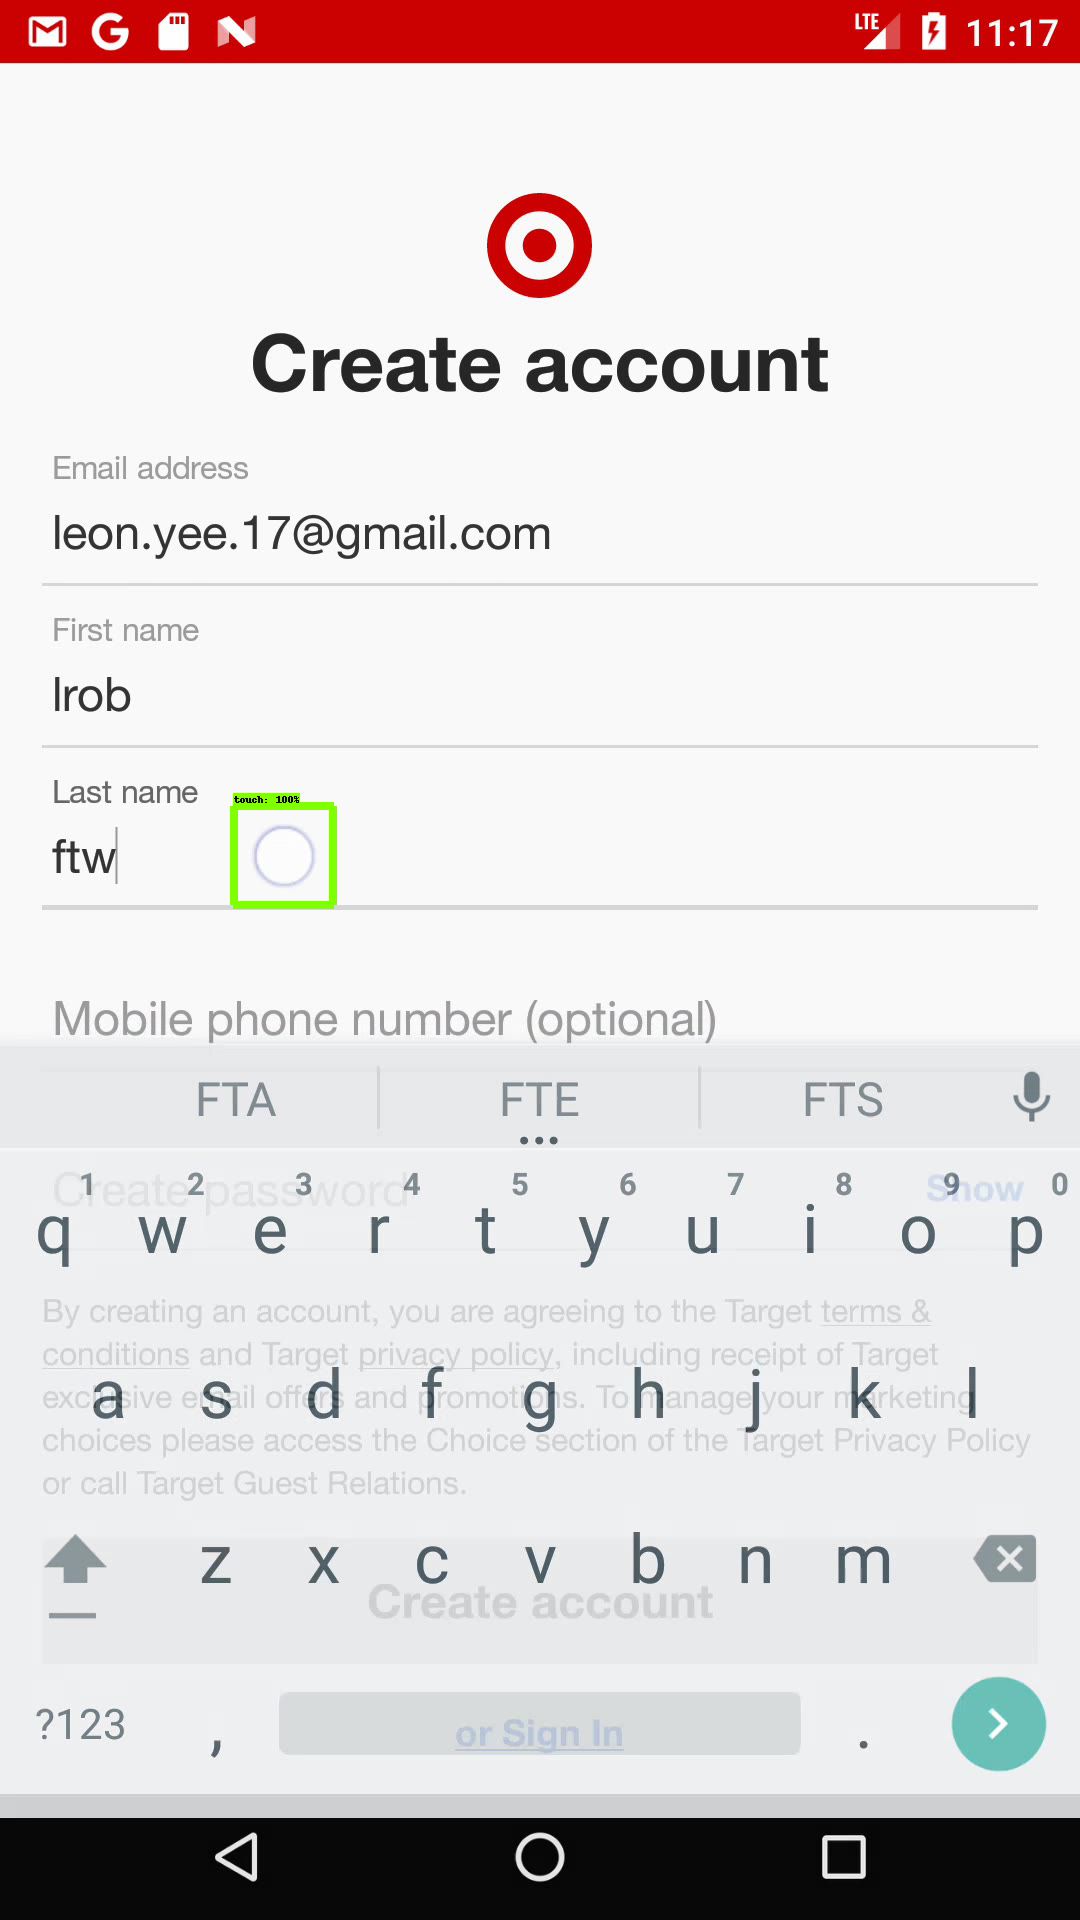 LTE 11:17
Create account
Email address
leon.yee.17@gmail.com
First name
lrob
Last name
touch: 100%
ftw
Mobile phone number (optional)
FTA FTE FTS
Create password Show
1 2 3 4 5 6 7 8 9 0
q w e r t y u i o p
By creating an account, you are agreeing to the Target terms &
conditions and Target privacy policy, including receipt of Target
exclusive email offers and promotions. To manage your marketing
choices please access the Choice section of the Target Privacy Policy
or call Target Guest Relations.
a s d f g h j k l
z x c v b n m
Create account
?123 , .
or Sign In